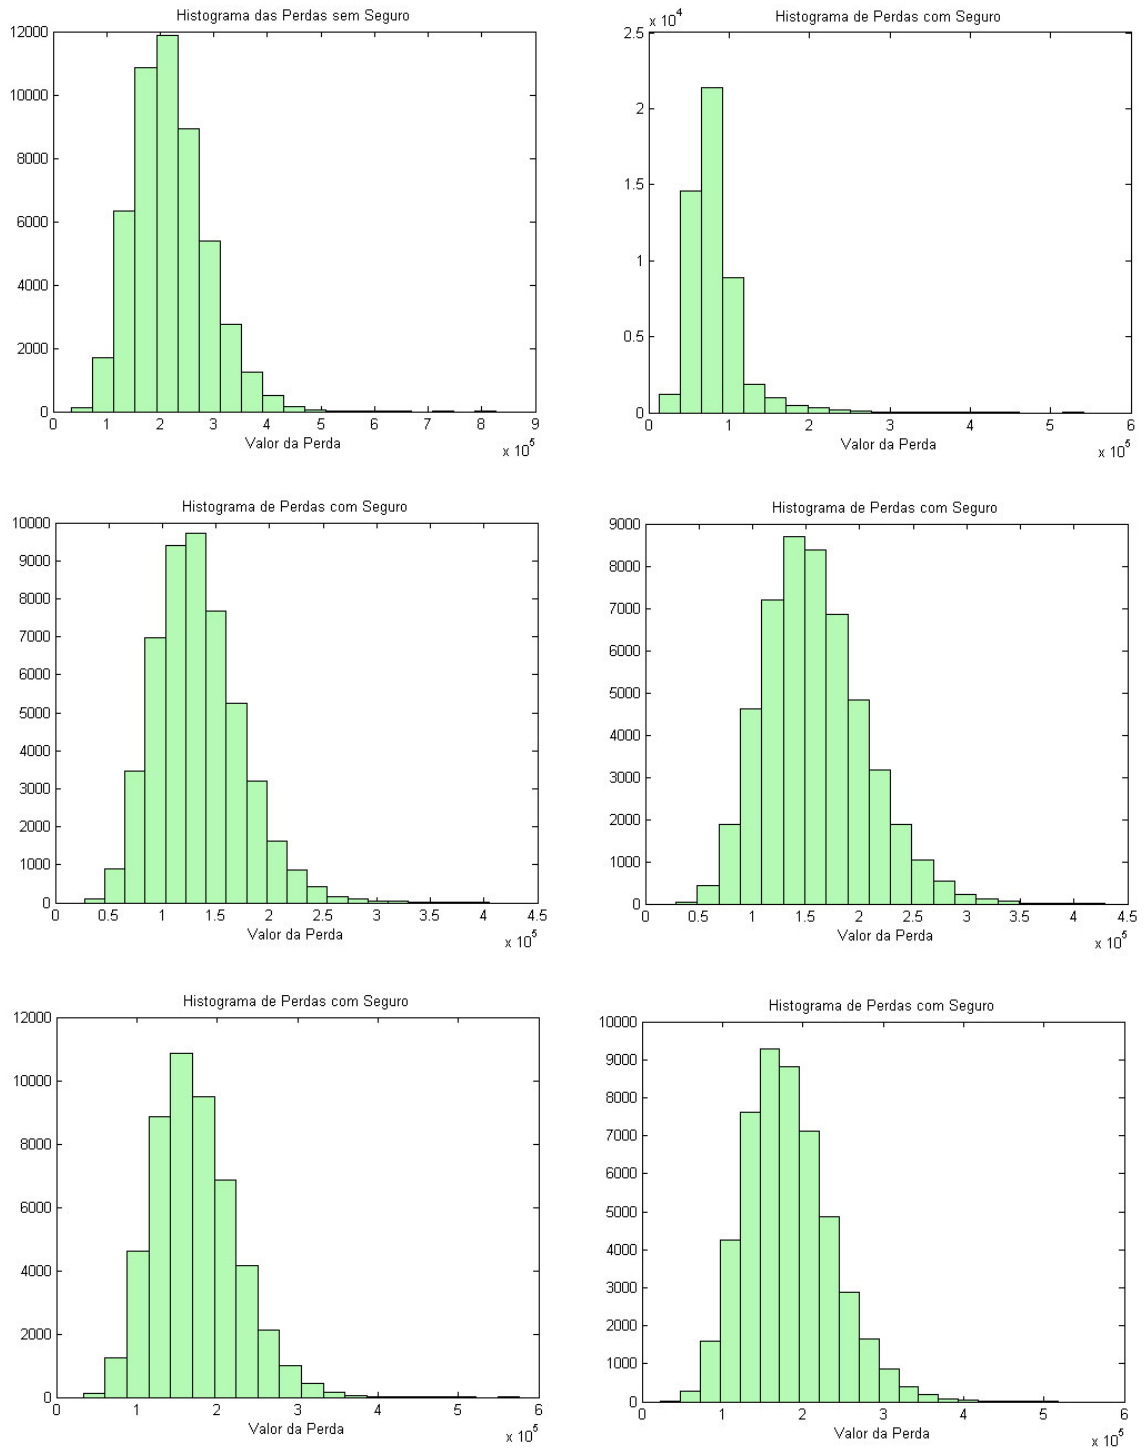 Histograma das Perdas sem Seguro
12000
10000
8000
6000
4000
2000
0
0 1 2 3 4 5 6 7 8 9
Valor da Perda
x 10^5
Histograma de Perdas com Seguro
x 10^4
2.5
2
1.5
1
0.5
0
0 1 2 3 4 5 6
Valor da Perda
x 10^5
Histograma de Perdas com Seguro
10000
9000
8000
7000
6000
5000
4000
3000
2000
1000
0
0 0.5 1 1.5 2 2.5 3 3.5 4 4.5
Valor da Perda
x 10^5
Histograma de Perdas com Seguro
9000
8000
7000
6000
5000
4000
3000
2000
1000
0
0 0.5 1 1.5 2 2.5 3 3.5 4 4.5
Valor da Perda
x 10^5
Histograma de Perdas com Seguro
12000
10000
8000
6000
4000
2000
0
0 1 2 3 4 5 6
Valor da Perda
x 10^5
Histograma de Perdas com Seguro
10000
9000
8000
7000
6000
5000
4000
3000
2000
1000
0
0 1 2 3 4 5 6
Valor da Perda
x 10^5